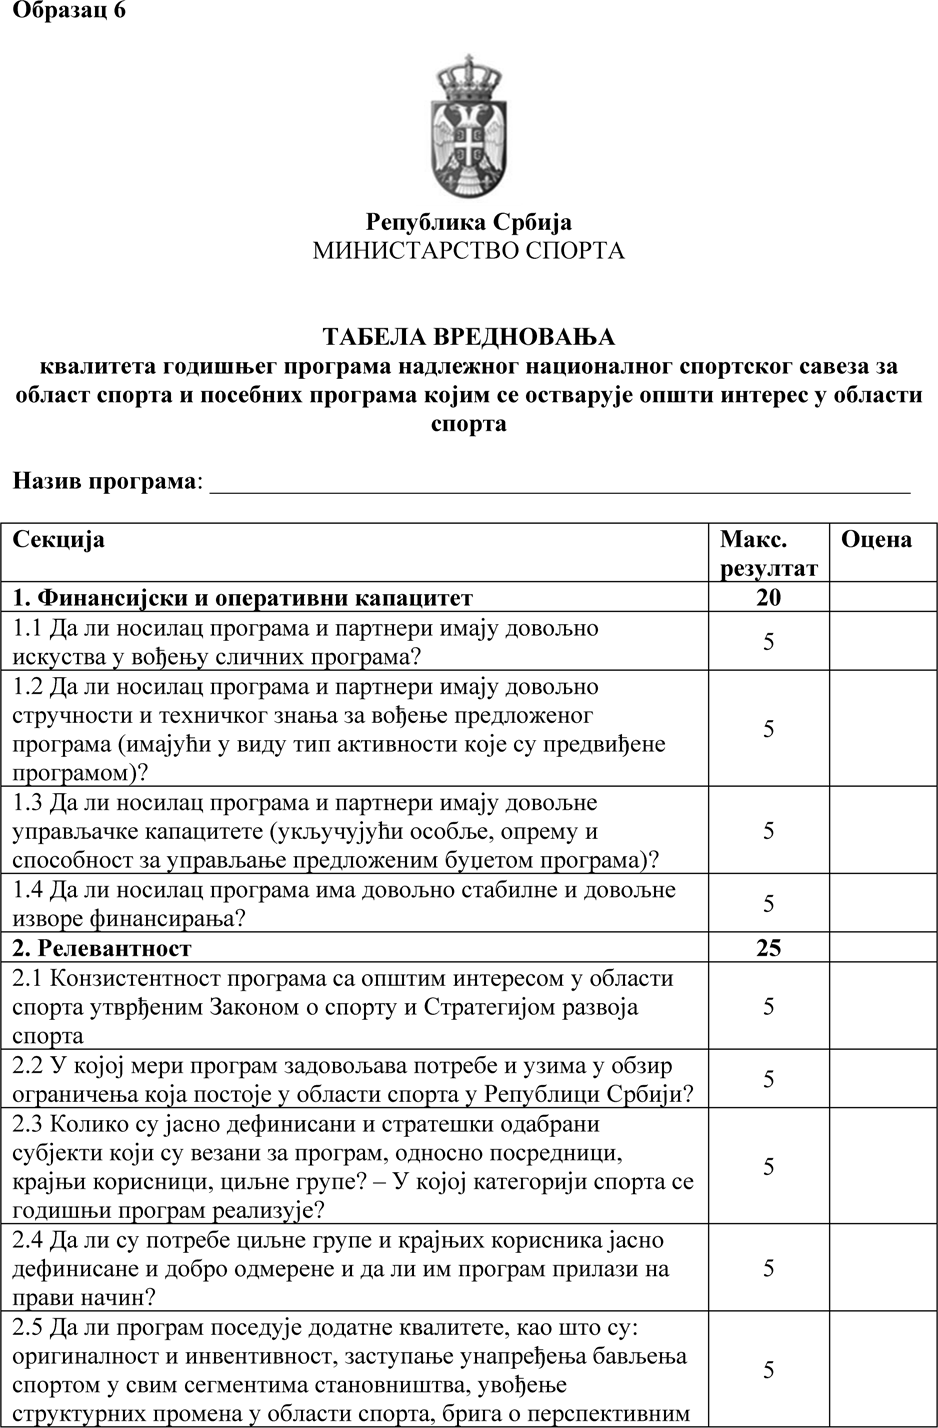 Образац 6
Република Србија
МИНИСТАРСТВО СПОРТА
ТАБЕЛА ВРЕДНОВАЊА
квалитета годишњег програма надлежног националног спортског савеза за
област спорта и посебних програма којим се остварује општи интерес у области
спорта
Назив програма: ______________________________________________________
Секција
Макс.
резултат
Оцена
1. Финансијски и оперативни капацитет
20
1.1 Да ли носилац програма и партнери имају довољно
искуства у вођењу сличних програма?
5
1.2 Да ли носилац програма и партнери имају довољно
стручности и техничког знања за вођење предложеног
програма (имајући у виду тип активности које су предвиђене
програмом)?
5
1.3 Да ли носилац програма и партнери имају довољне
управљачке капацитете (укључујући особље, опрему и
способност за управљање предложеним буџетом програма)?
5
1.4 Да ли носилац програма има довољно стабилне и довољне
изворе финансирања?
5
2. Релевантност
25
2.1 Конзистентност програма са општим интересом у области
спорта утврђеним Законом о спорту и Стратегијом развоја
спорта
5
2.2 У којој мери програм задовољава потребе и узима у обзир
ограничења која постоје у области спорта у Републици Србији?
5
2.3 Колико су јасно дефинисани и стратешки одабрани
субјекти који су везани за програм, односно посредници,
крајњи корисници, циљне групе? – У којој категорији спорта се
годишњи програм реализује?
5
2.4 Да ли су потребе циљне групе и крајњих корисника јасно
дефинисане и добро одмерене и да ли им програм прилази на
прави начин?
5
2.5 Да ли програм поседује додатне квалитете, као што су:
оригиналност и инвентивност, заступање унапређења бављења
спортом у свим сегментима становништва, увођење
структурних промена у области спорта, брига о перспективним
5